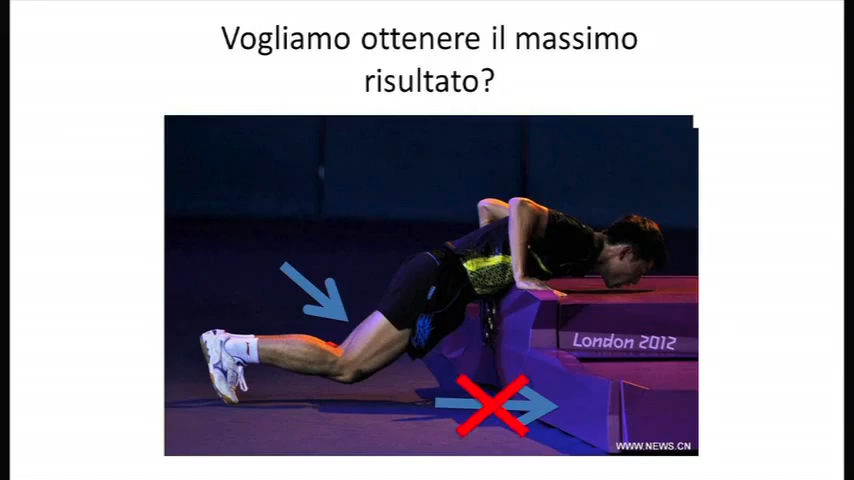 Vogliamo ottenere il massimo
risultato?
London 2012
WWW.NEWS.CN